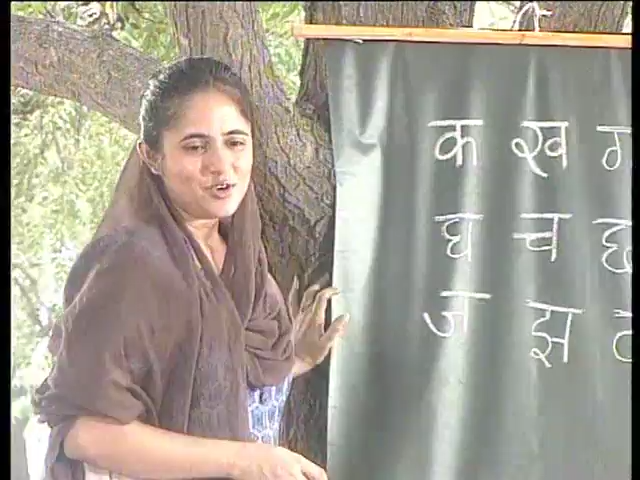 क ख ग
घ च छ
ज झ